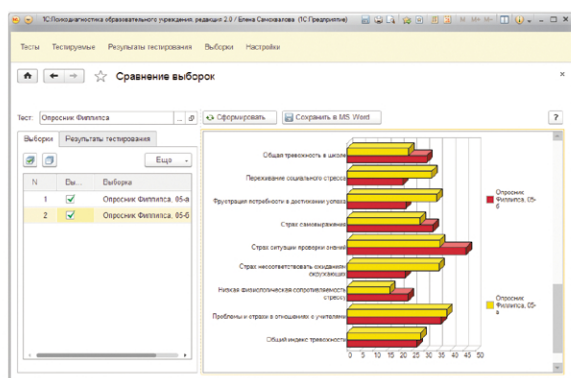 1С:Психодиагностика образовательного учреждения, редакция 2.0 / Елена Самохвалова (1С:Предприятие)
M M+ M-
Тесты Тестируемые Результаты тестирования Выборки Настройки
Сравнение выборок
Тест: Опросник Филлипса ... Сформировать Сохранить в MS Word ?
Выборки Результаты тестирования
Еще
N Вы... Выборка
1 Опросник Филлипса, 05-а
2 Опросник Филлипса, 05-б
Общая тревожность в школе
Переживание социального стресса
Фрустрация потребности в достижении успеха
Страх самовыражения
Страх ситуации проверки знаний
Страх несоответствовать ожиданиям
окружающих
Низкая физиологическая сопротивляемость
стрессу
Проблемы и страхи в отношениях с учителями
Общий индекс тревожности
0 5 10 15 20 25 30 35 40 45 50
Опросник
Филлипса, 05-
б
Опросник
Филлипса, 05-
а